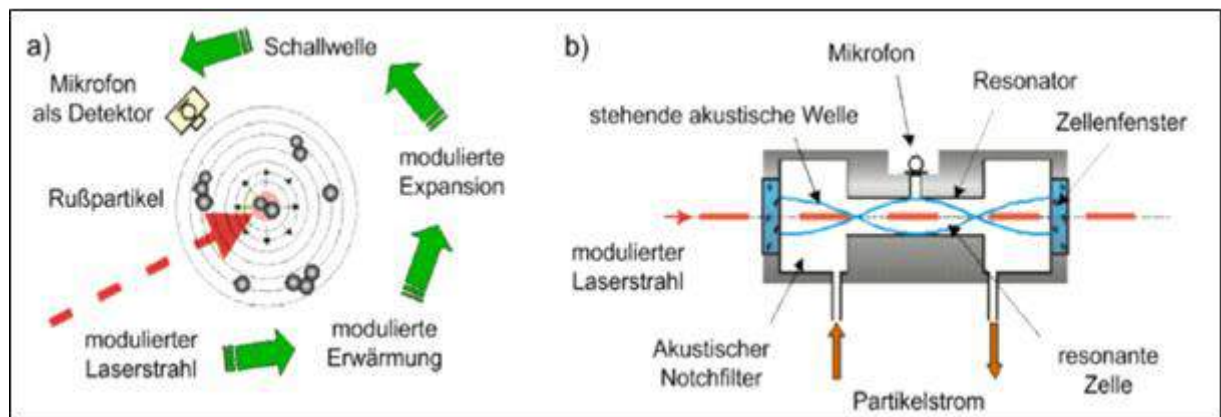 a)
Schallwelle
Mikrofon
als Detektor
Rußpartikel
modulierte
Expansion
modulierter
Laserstrahl
modulierte
Erwärmung
b)
Mikrofon
Resonator
stehende akustische Welle
Zellenfenster
modulierter
Laserstrahl
Akustischer
Notchfilter
resonante
Zelle
Partikelstrom